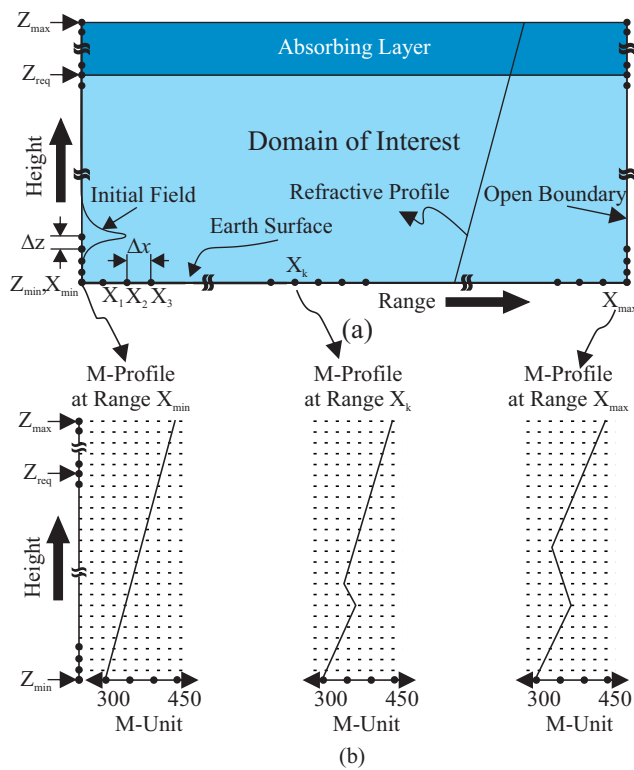 Z_max
Absorbing Layer
Z_req
Domain of Interest
Height
Initial Field
Refractive Profile
Open Boundary
Δz
Earth Surface
Δx
X_k
Z_min,X_min
X_1 X_2 X_3
Range
X_max
(a)
M-Profile
at Range X_min
M-Profile
at Range X_k
M-Profile
at Range X_max
Z_max
Z_req
Height
Z_min
300 450
M-Unit
300 450
M-Unit
300 450
M-Unit
(b)